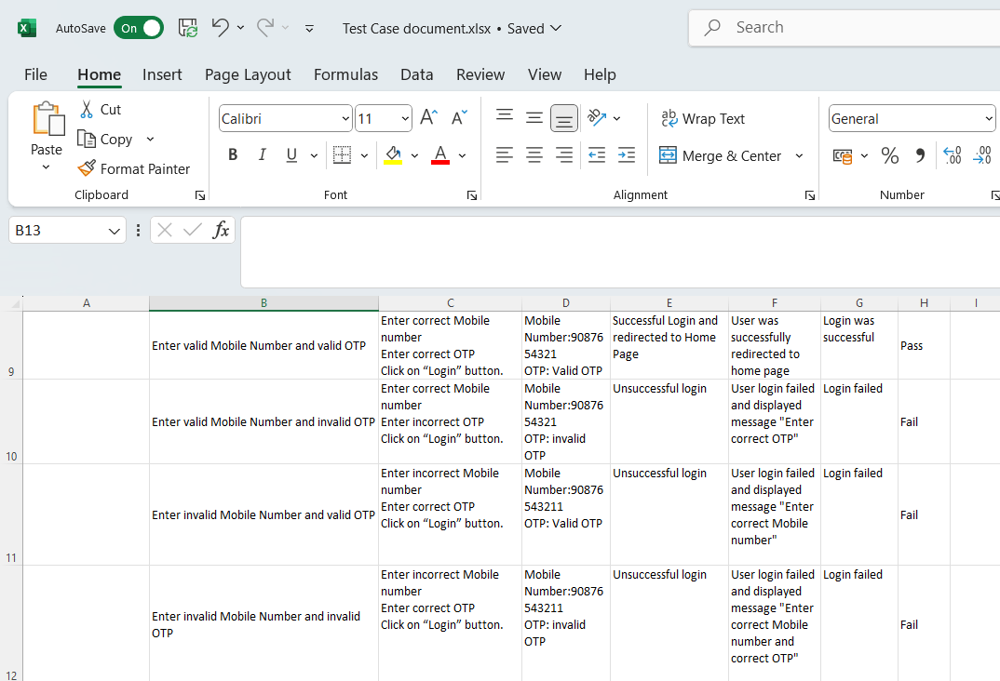 AutoSave On Test Case document.xlsx • Saved Search
File Home Insert Page Layout Formulas Data Review View Help
Paste
Cut
Copy
Format Painter
Clipboard
Calibri 11 A A
B I U A
Font
ab Wrap Text
Merge & Center
Alignment
General
% , .00 .00
Number
B13 fx
A B C D E F G H I
9
Enter valid Mobile Number and valid OTP
Enter correct Mobile
number
Enter correct OTP
Click on “Login” button.
Mobile
Number:90876
54321
OTP: Valid OTP
Successful Login and
redirected to Home
Page
User was
successfully
redirected to
home page
Login was
successful
Pass
10
Enter valid Mobile Number and invalid OTP
Enter correct Mobile
number
Enter incorrect OTP
Click on “Login” button.
Mobile
Number:90876
54321
OTP: invalid
OTP
Unsuccessful login
User login failed
and displayed
message "Enter
correct OTP"
Login failed
Fail
11
Enter invalid Mobile Number and valid OTP
Enter incorrect Mobile
number
Enter correct OTP
Click on “Login” button.
Mobile
Number:90876
543211
OTP: Valid OTP
Unsuccessful login
User login failed
and displayed
message "Enter
correct Mobile
number"
Login failed
Fail
12
Enter invalid Mobile Number and invalid
OTP
Enter incorrect Mobile
number
Enter correct OTP
Click on “Login” button.
Mobile
Number:90876
543211
OTP: invalid
OTP
Unsuccessful login
User login failed
and displayed
message "Enter
correct Mobile
number and
correct OTP"
Login failed
Fail